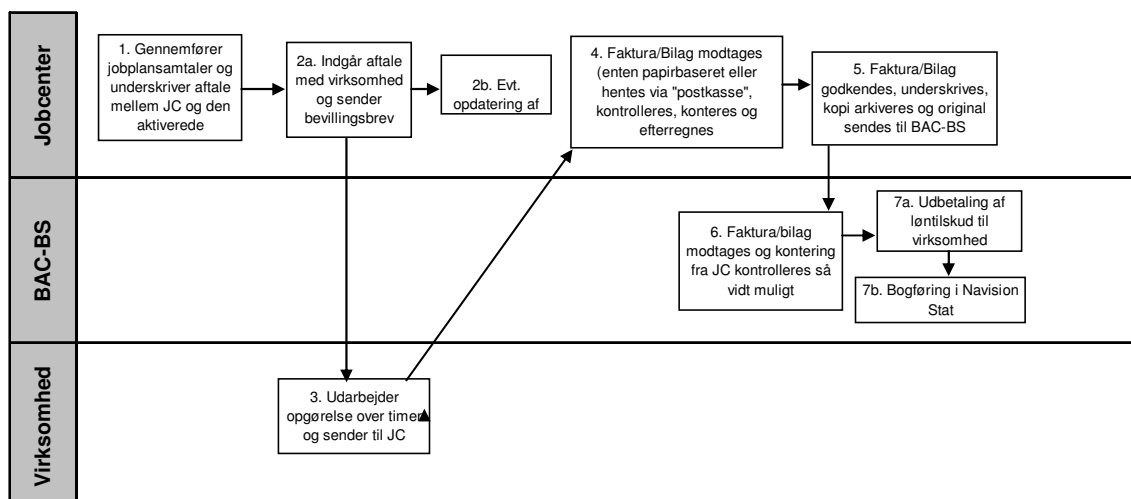 Jobcenter
1. Gennemfører
jobplansamtaler og
underskriver aftale
mellem JC og den
aktiverede
2a. Indgår aftale
med virksomhed
og sender
bevillingsbrev
2b. Evt.
opdatering af
4. Faktura/Bilag modtages
(enten papirbaseret eller
hentes via "postkasse",
kontrolleres, konteres og
efterregnes
5. Faktura/Bilag
godkendes, underskrives,
kopi arkiveres og original
sendes til BAC-BS
BAC-BS
6. Faktura/bilag
modtages og kontering
fra JC kontrolleres så
vidt muligt
7a. Udbetaling af
løntilskud til
virksomhed
7b. Bogføring i Navision
Stat
Virksomhed
3. Udarbejder
opgørelse over timer
og sender til JC